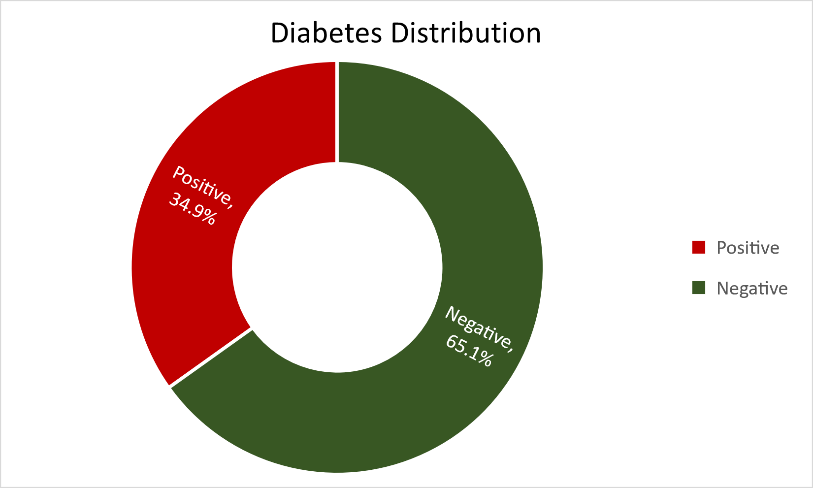 Diabetes Distribution
Positive,
34.9%
Negative,
65.1%
Positive
Negative